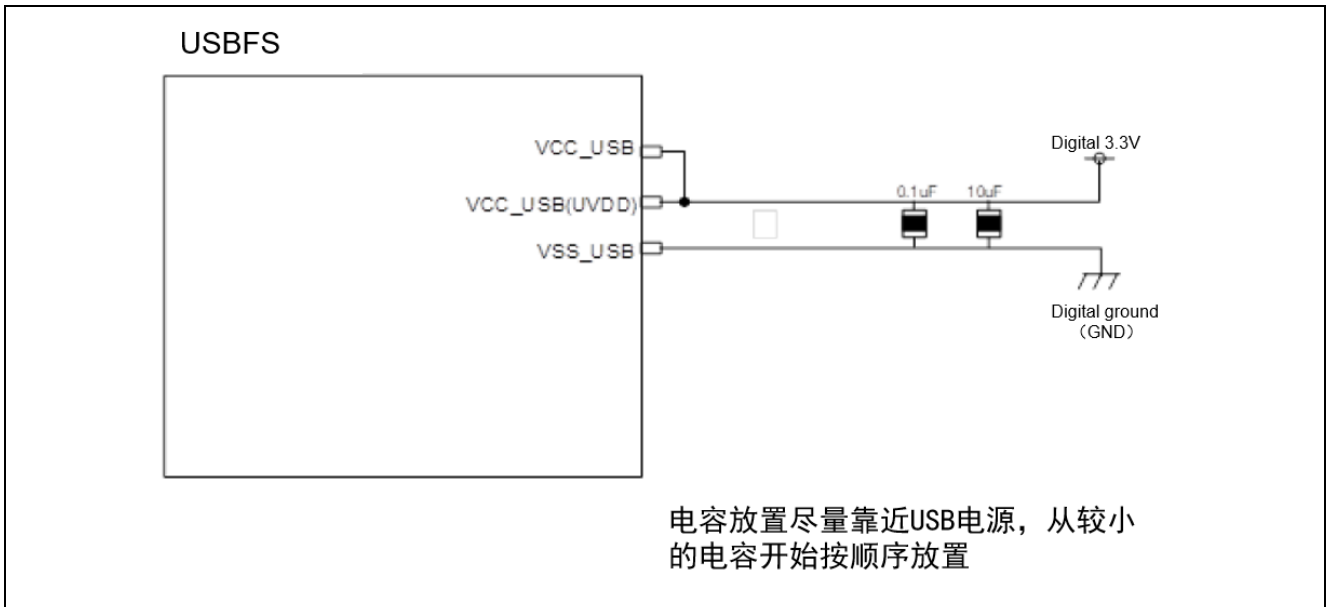 USBFS
VCC_USB
Digital 3.3V
0.1uF
10uF
VCC_USB(UVDD)
VSS_USB
Digital ground
（GND）
电容放置尽量靠近USB电源，从较小
的电容开始按顺序放置